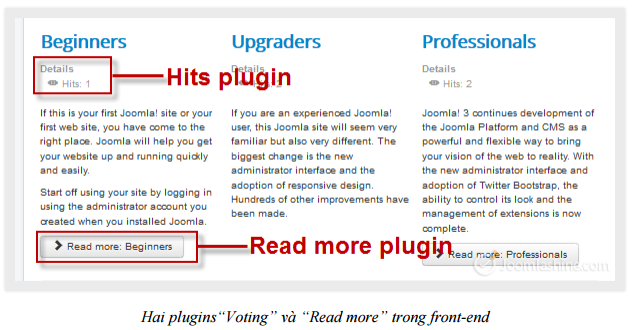 Beginners
Details
Hits: 1
If this is your first Joomla! site or your
first web site, you have come to the
right place. Joomla will help you get
your website up and running quickly
and easily.
Start off using your site by logging in
using the administrator account you
created when you installed Joomla.
Read more: Beginners
Upgraders
Details
Hits: 2
If you are an experienced Joomla!
user, this Joomla site will seem very
familiar but also very different. The
biggest change is the new
administrator interface and the
adoption of responsive design.
Hundreds of other improvements have
been made.
Professionals
Details
Hits: 2
Joomla! 3 continues development of
the Joomla Platform and CMS as a
powerful and flexible way to bring
your vision of the web to reality. With
the new administrator interface and
adoption of Twitter Bootstrap, the
ability to control its look and the
management of extensions is now
complete.
Read more: Professionals
Hits plugin
Read more plugin
Joomlashine.com
Hai plugins“Voting” và “Read more” trong front-end